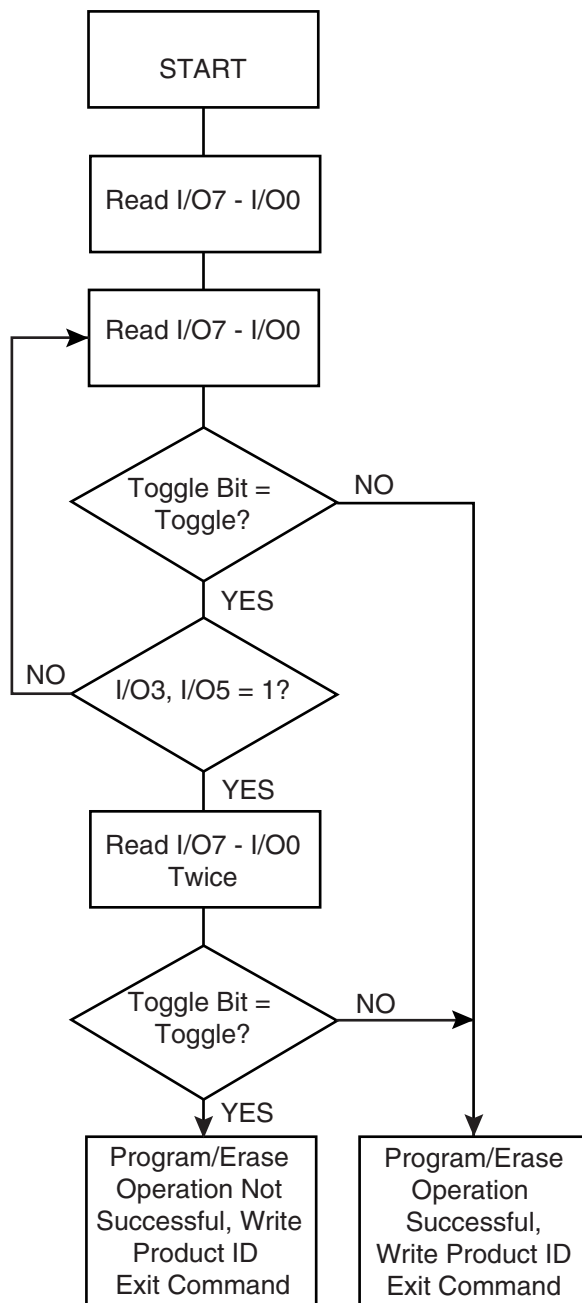 START
Read I/O7 - I/O0
Read I/O7 - I/O0
Toggle Bit =
Toggle?
NO
YES
NO
I/O3, I/O5 = 1?
YES
Read I/O7 - I/O0
Twice
Toggle Bit =
Toggle?
NO
YES
Program/Erase
Operation Not
Successful, Write
Product ID
Exit Command
Program/Erase
Operation
Successful,
Write Product ID
Exit Command